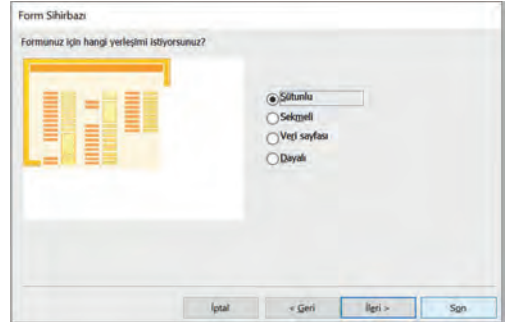 Form Sihirbazı
Formunuz için hangi yerleşimi istiyorsunuz?
Sütunlu
Sekmeli
Veri sayfası
Dayalı
İptal
< Geri
İleri >
Son